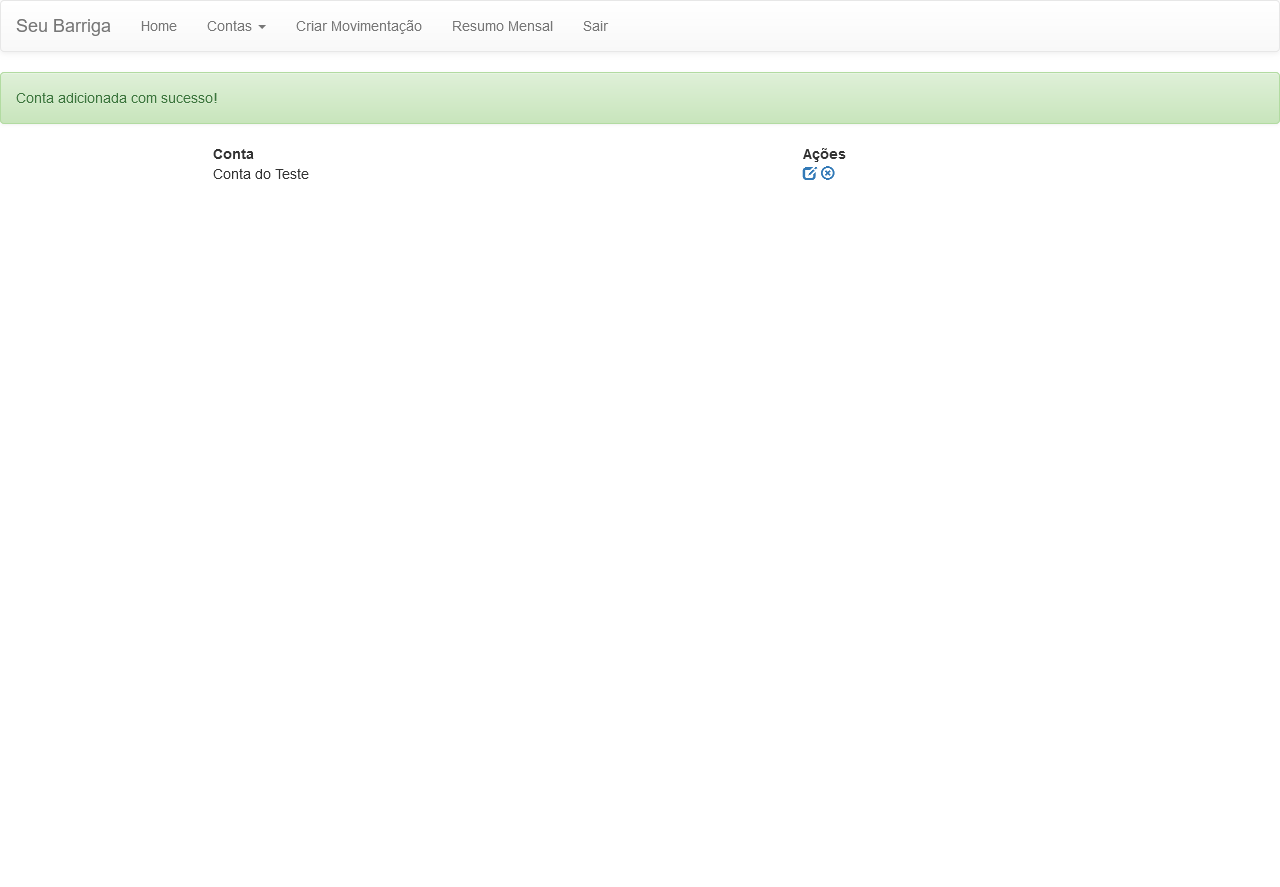 Seu Barriga Home Contas Criar Movimentação Resumo Mensal Sair
Conta adicionada com sucesso!
Conta Ações
Conta do Teste